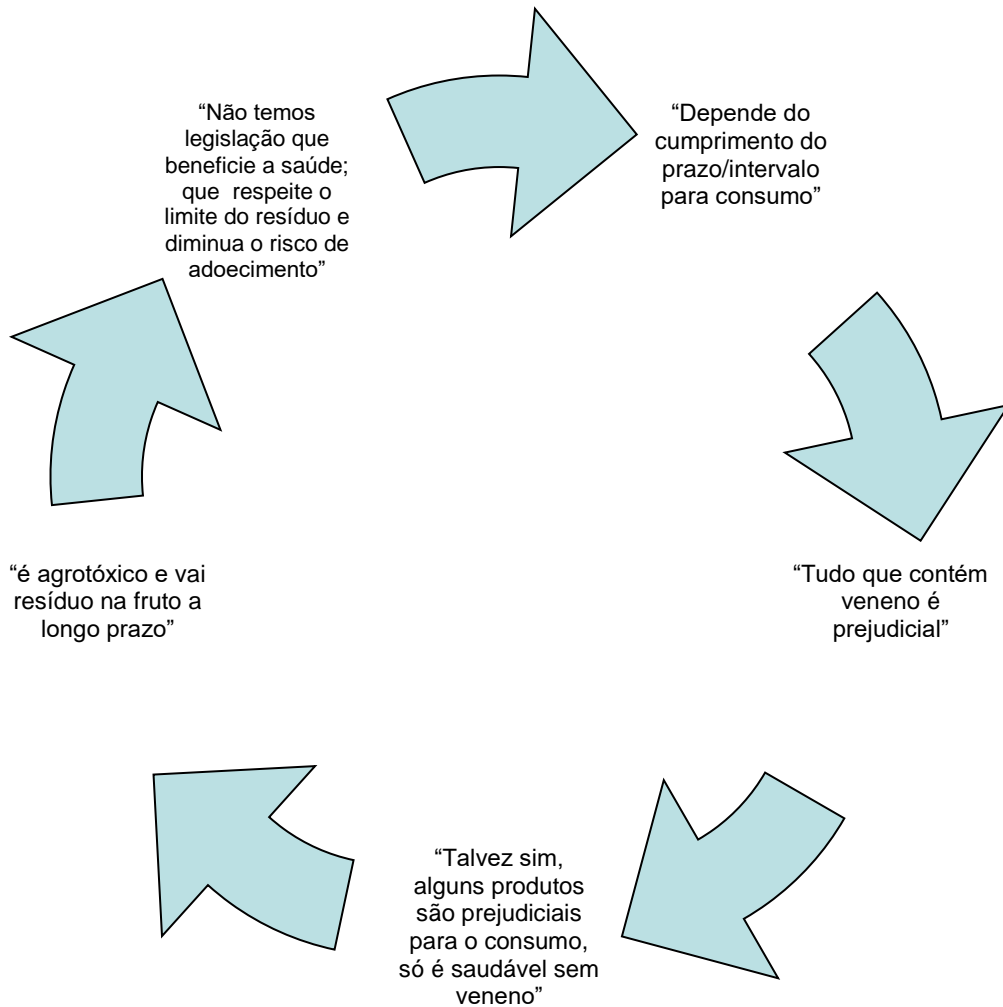 “Não temos
legislação que
beneficie a saúde;
que respeite o
limite do resíduo e
diminua o risco de
adoecimento”
“Depende do
cumprimento do
prazo/intervalo
para consumo”
“Tudo que contém
veneno é
prejudicial”
“Talvez sim,
alguns produtos
são prejudiciais
para o consumo,
só é saudável sem
veneno”
“é agrotóxico e vai
resíduo na fruto a
longo prazo”